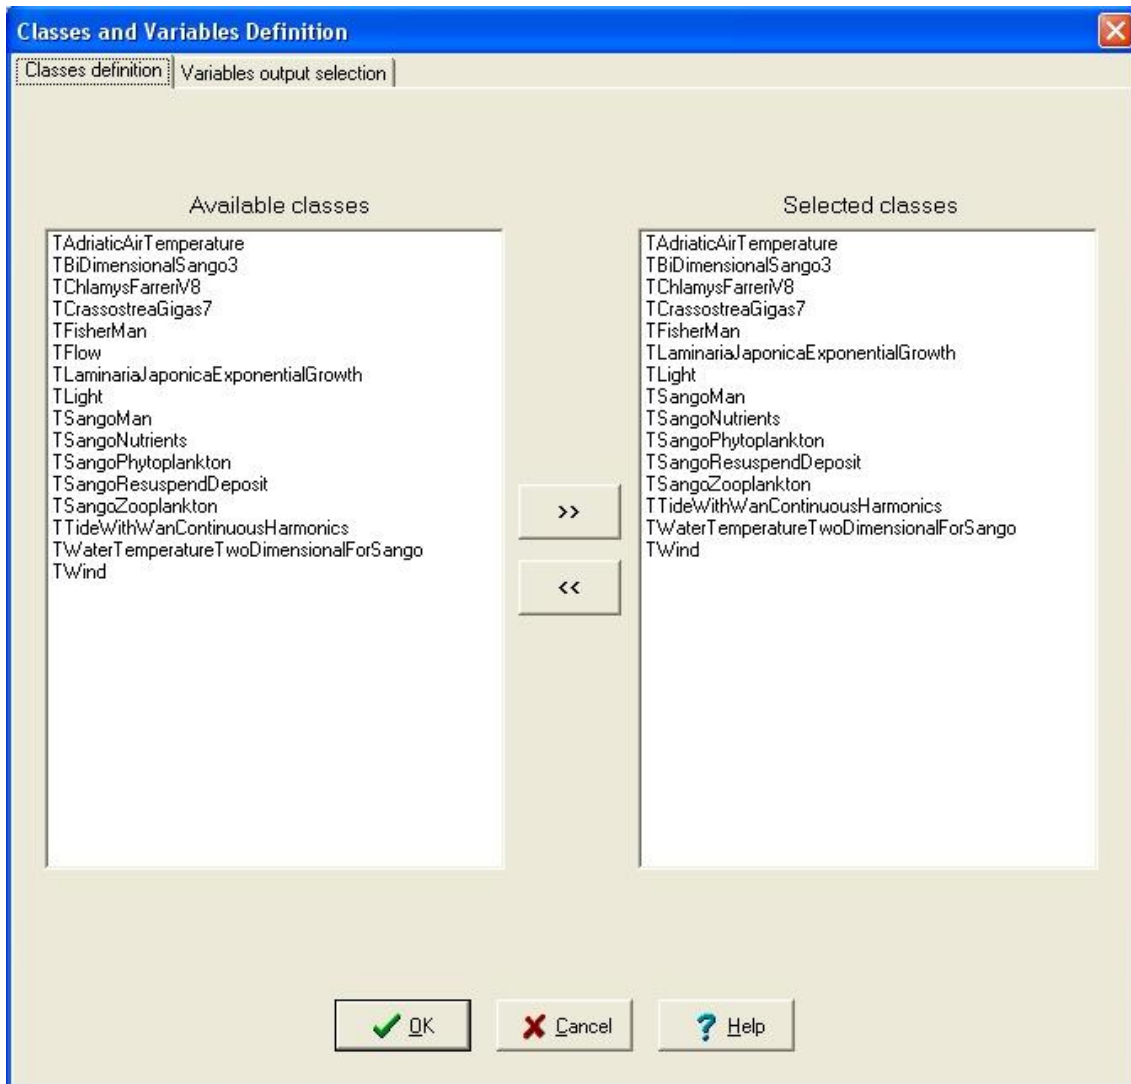 Classes and Variables Definition
Classes definition Variables output selection
Available classes
TAdriaticAirTemperature
TBiDimensionalSango3
TChlamysFarreriV8
TCrassostreaGigas7
TFisherMan
TFlow
TLaminariaJaponicaExponentialGrowth
TLight
TSangoMan
TSangoNutrients
TSangoPhytoplankton
TSangoResuspendDeposit
TSangoZooplankton
TTideWithWanContinuousHarmonics
TWaterTemperatureTwoDimensionalForSango
TWind
>>
<<
Selected classes
TAdriaticAirTemperature
TBiDimensionalSango3
TChlamysFarreriV8
TCrassostreaGigas7
TFisherMan
TLaminariaJaponicaExponentialGrowth
TLight
TSangoMan
TSangoNutrients
TSangoPhytoplankton
TSangoResuspendDeposit
TSangoZooplankton
TTideWithWanContinuousHarmonics
TWaterTemperatureTwoDimensionalForSango
TWind
OK Cancel Help